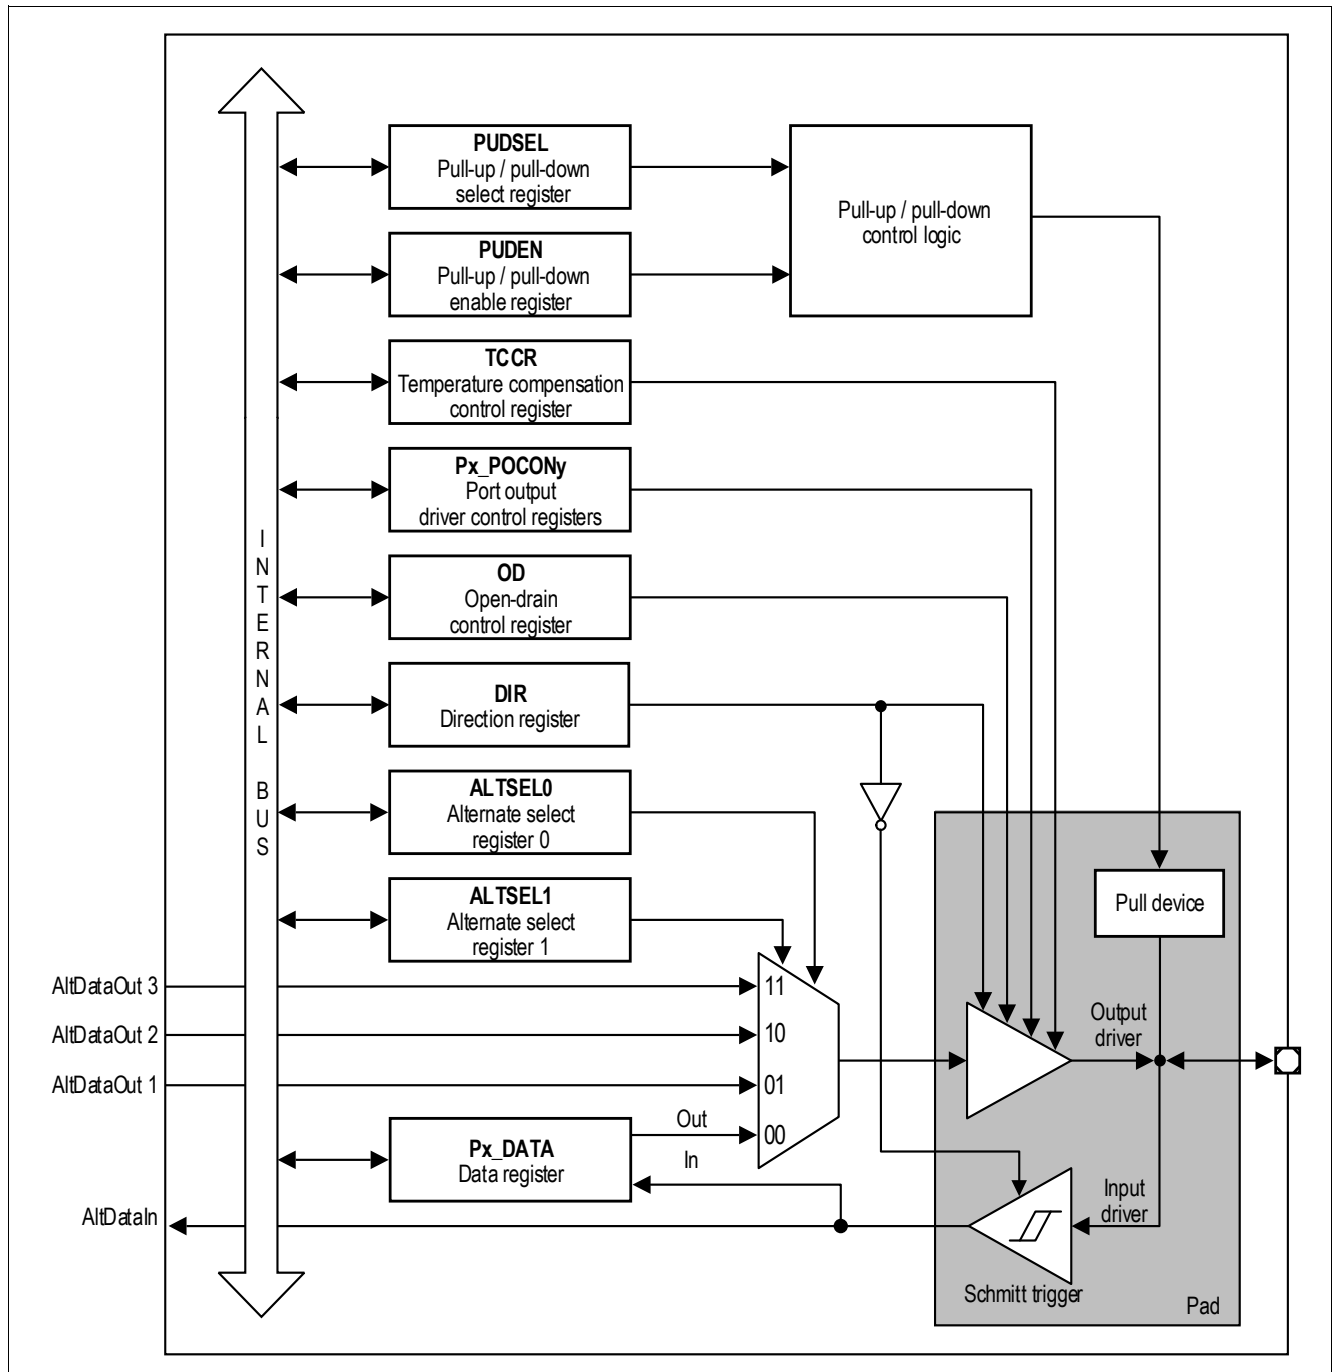 PUDSEL
Pull-up / pull-down
select register
Pull-up / pull-down
control logic
PUDEN
Pull-up / pull-down
enable register
TCCR
Temperature compensation
control register
Px_POCONy
Port output
driver control registers
OD
Open-drain
control register
DIR
Direction register
ALTSEL0
Alternate select
register 0
ALTSEL1
Alternate select
register 1
INTERNAL BUS
Pull device
AltDataOut 3
11
AltDataOut 2
10
AltDataOut 1
01
Out
00
In
Px_DATA
Data register
AltDataIn
Output
driver
Input
driver
Schmitt trigger
Pad